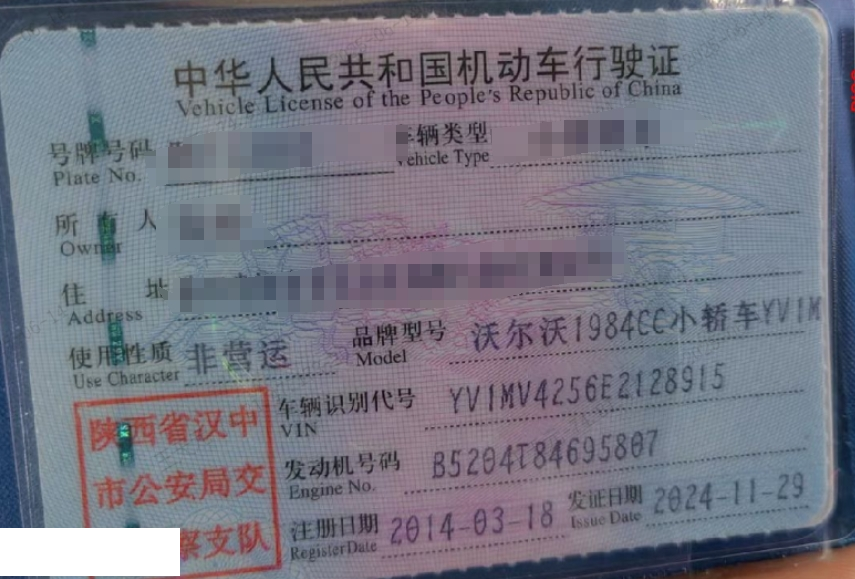 中华人民共和国机动车行驶证
Vehicle License of the People's Republic of China
号牌号码 车辆类型
Plate No. Vehicle Type
所有人
Owner
住址
Address
使用性质 非营运 品牌型号 沃尔沃1984CC小轿车YV1M
Use Character Model
车辆识别代号 YV1MV4256E2128915
VIN
发动机号码 B5204T84695807
Engine No.
注册日期 2014-03-18 发证日期 2024-11-29
Register Date Issue Date
陕西省汉中
市公安局交
察支队